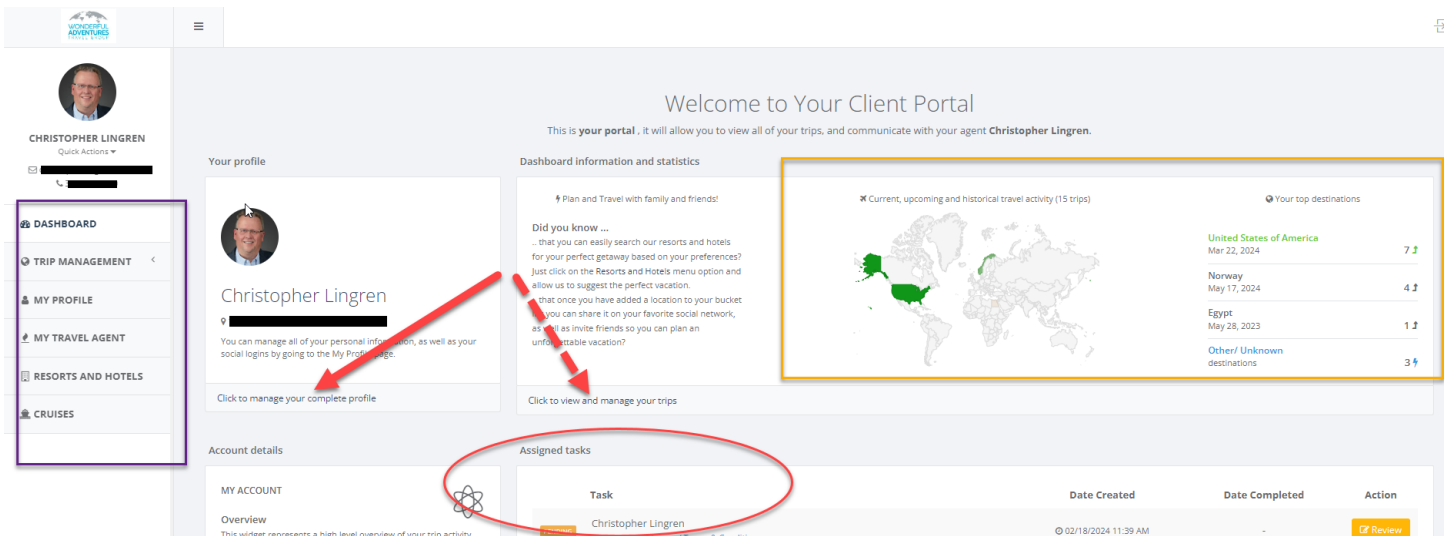 WONDERFUL
ADVENTURES
CHRISTOPHER LINGREN
Quick Actions
DASHBOARD
TRIP MANAGEMENT
MY PROFILE
MY TRAVEL AGENT
RESORTS AND HOTELS
CRUISES
Welcome to Your Client Portal
This is your portal , it will allow you to view all of your trips, and communicate with your agent Christopher Lingren.
Your profile
Christopher Lingren
You can manage all of your personal information, as well as your
social logins by going to the My Profile page.
Click to manage your complete profile
Dashboard information and statistics
Plan and Travel with family and friends!
Did you know ...
.. that you can easily search our resorts and hotels
for your perfect getaway based on your preferences?
Just click on the Resorts and Hotels menu option and
allow us to suggest the perfect vacation.
that once you have added a location to your bucket
you can share it on your favorite social network,
as well as invite friends so you can plan an
unforgettable vacation?
Click to view and manage your trips
Current, upcoming and historical travel activity (15 trips)
Your top destinations
United States of America
Mar 22, 2024 7
Norway
May 17, 2024 4
Egypt
May 28, 2023 1
Other/ Unknown
destinations 3
Account details
MY ACCOUNT
Overview
This widget represents a high level overview of your trip activity
Assigned tasks
Task Date Created Date Completed Action
Christopher Lingren
02/18/2024 11:39 AM - Review